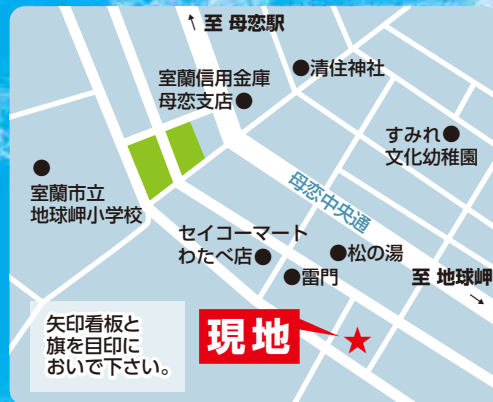 ↑ 至 母恋駅
●清住神社
室蘭信用金庫
母恋支店●
すみれ●
文化幼稚園
●
室蘭市立
地球岬小学校
母恋中央通
セイコーマート
わたべ店●
●松の湯
●雷門
至 地球岬
→
矢印看板と
旗を目印に
おいで下さい。
現地
★